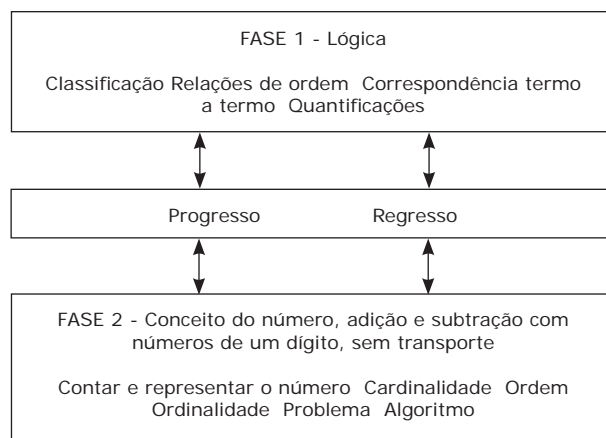 FASE 1 - Lógica
Classificação Relações de ordem Correspondência termo
a termo Quantificações
Progresso Regresso
FASE 2 - Conceito do número, adição e subtração com
números de um dígito, sem transporte
Contar e representar o número Cardinalidade Ordem
Ordinalidade Problema Algoritmo